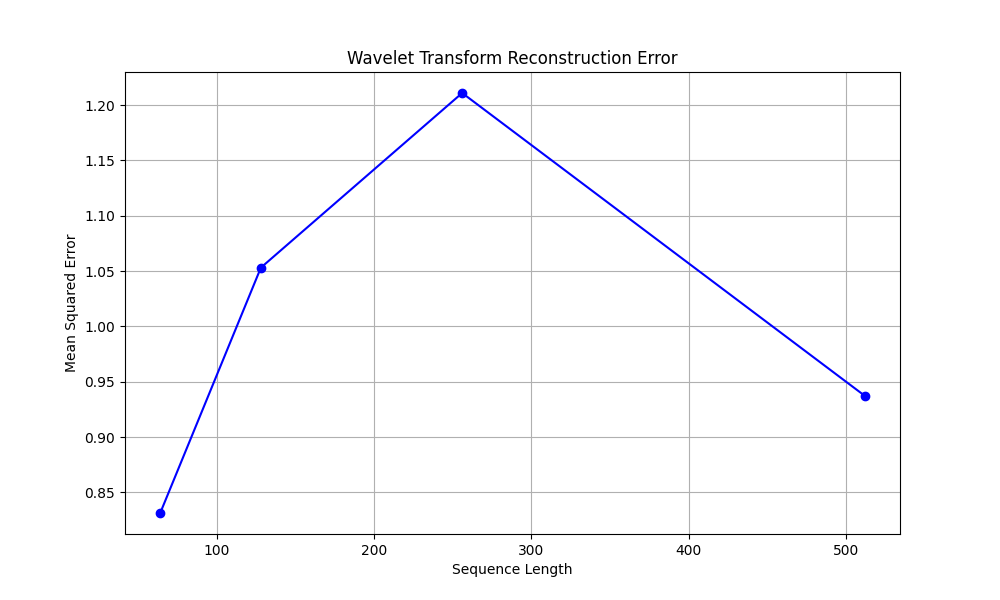 Wavelet Transform Reconstruction Error
1.20
1.15
1.10
1.05
1.00
0.95
0.90
0.85
Mean Squared Error
100 200 300 400 500
Sequence Length